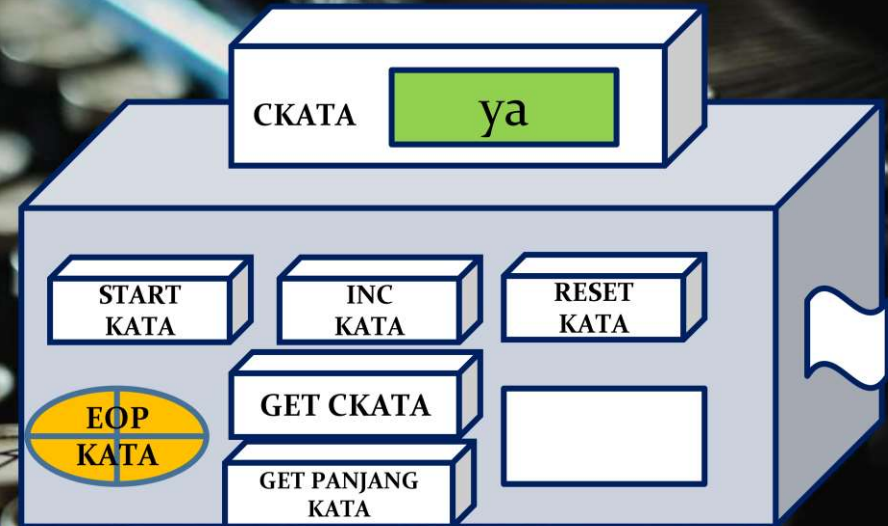 CKATA
ya
START
KATA
INC
KATA
RESET
KATA
EOP
KATA
GET CKATA
GET PANJANG
KATA